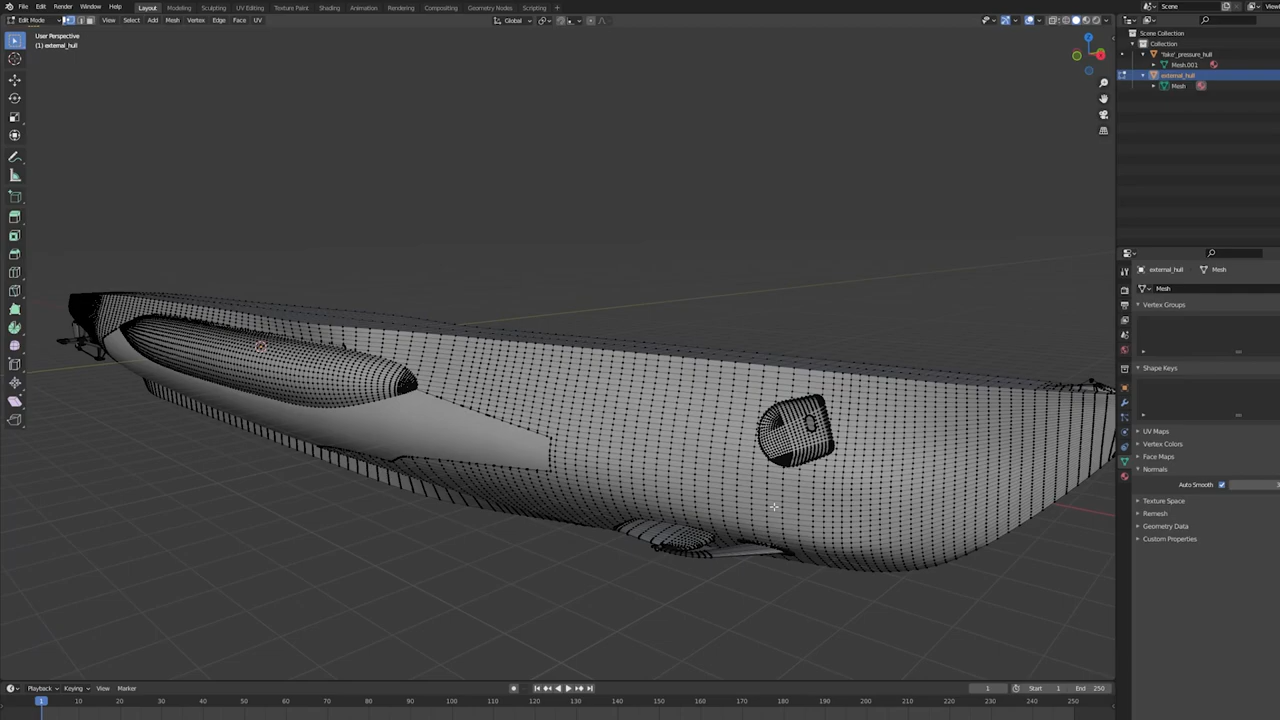 File Edit Render Window Help Layout Modeling Sculpting UV Editing Texture Paint Shading Animation Rendering Compositing Geometry Nodes Scripting + Scene
Edit Mode View Select Add Mesh Vertex Edge Face UV Global
User Perspective
(1) external_hull
Z
Scene Collection
Collection
'fake'_pressure_hull
Mesh.001
external_hull
Mesh
external_hull Mesh
Mesh
Vertex Groups
Shape Keys
UV Maps
Vertex Colors
Face Maps
Normals
Auto Smooth
Texture Space
Remesh
Geometry Data
Custom Properties
Playback Keying View Marker 1 Start 1 End 250
1 10 20 30 40 50 60 70 80 90 100 110 120 130 140 150 160 170 180 190 200 210 220 230 240 250